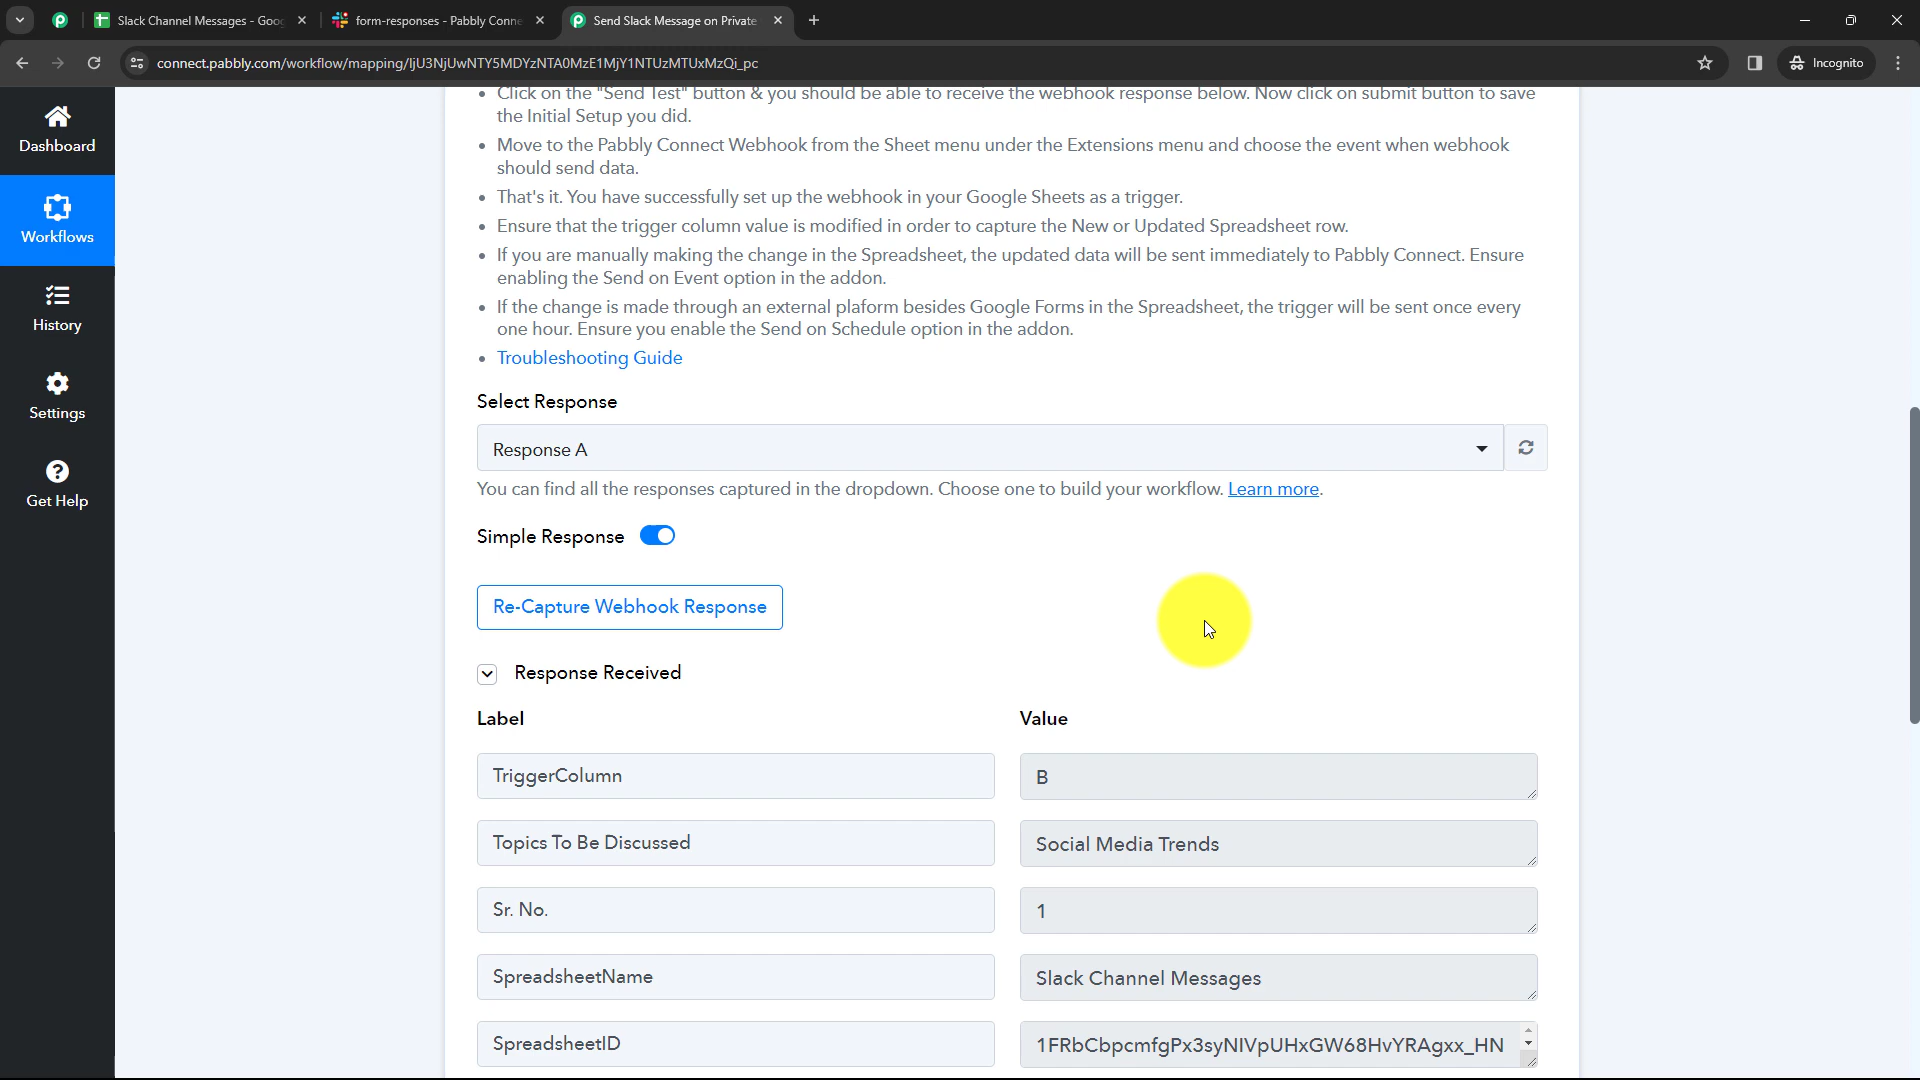 Slack Channel Messages - Goog
form-responses - Pabbly Conne
Send Slack Message on Private
connect.pabbly.com/workflow/mapping/IjU3NjUwNTY5MDYzNTA0MzE1MjY1NTUzMTUxMzQi_pc
Incognito
Dashboard
Workflows
History
Settings
Get Help
• Click on the "Send Test" button & you should be able to receive the webhook response below. Now click on submit button to save
the Initial Setup you did.
• Move to the Pabbly Connect Webhook from the Sheet menu under the Extensions menu and choose the event when webhook
should send data.
• That's it. You have successfully set up the webhook in your Google Sheets as a trigger.
• Ensure that the trigger column value is modified in order to capture the New or Updated Spreadsheet row.
• If you are manually making the change in the Spreadsheet, the updated data will be sent immediately to Pabbly Connect. Ensure
enabling the Send on Event option in the addon.
• If the change is made through an external plaform besides Google Forms in the Spreadsheet, the trigger will be sent once every
one hour. Ensure you enable the Send on Schedule option in the addon.
• Troubleshooting Guide
Select Response
Response A
You can find all the responses captured in the dropdown. Choose one to build your workflow. Learn more.
Simple Response
Re-Capture Webhook Response
Response Received
Label Value
TriggerColumn B
Topics To Be Discussed Social Media Trends
Sr. No. 1
SpreadsheetName Slack Channel Messages
SpreadsheetID 1FRbCbpcmfgPx3syNIVpUHxGW68HvYRAgxx_HN